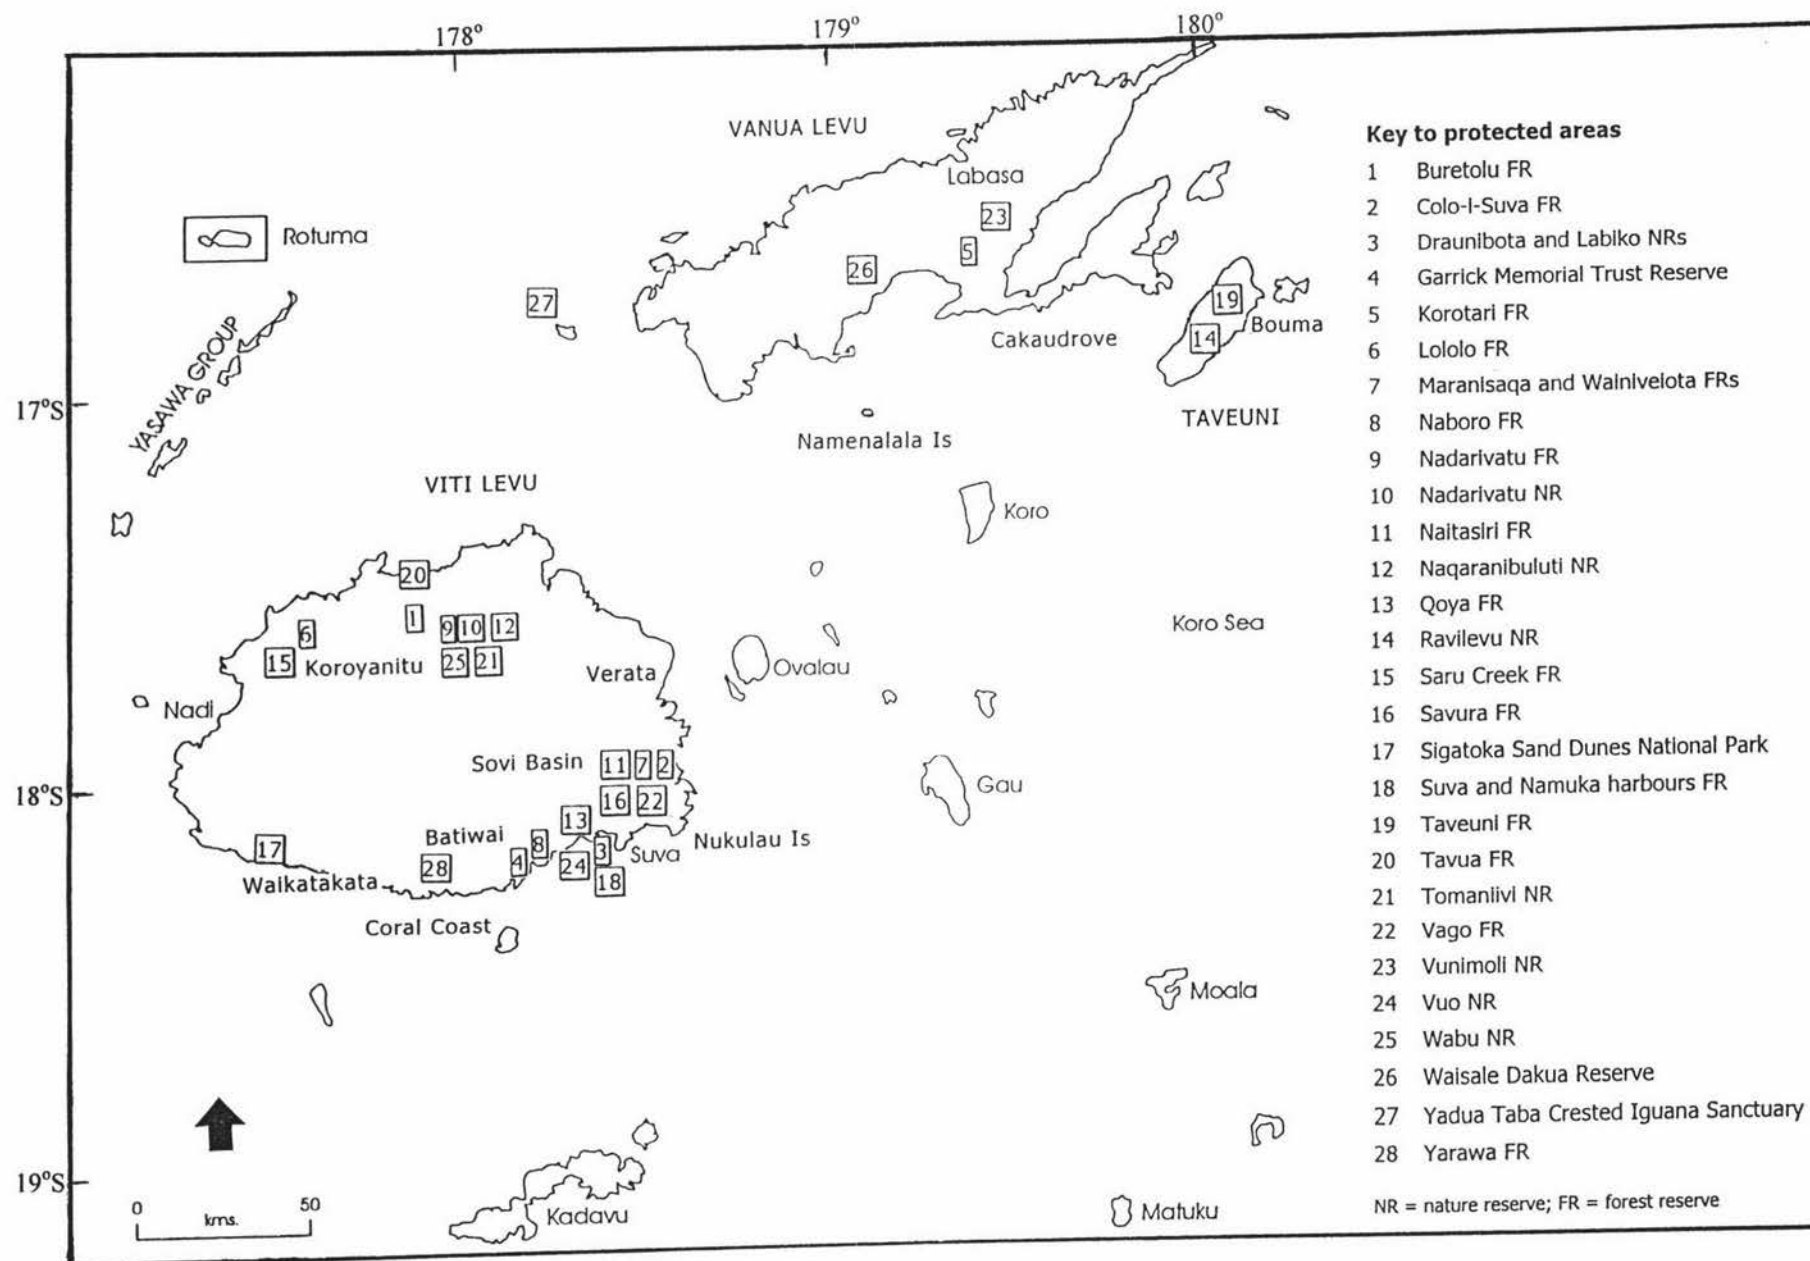 178°
179°
180°
VANUA LEVU
Labasa
23
5
26
Rotuma
27
YASAWA GROUP
19
Bouma
14
Cakaudrove
17°S
Namenalala Is
TAVEUNI
VITI LEVU
Koro
20
1
6
9
10
12
15
Koroyanitu
25
21
Verata
Ovalau
Koro Sea
Nadi
Sovi Basin
11
7
2
Gau
18°S
16
22
13
Batiwai
8
3
Suva
Nukulau Is
17
4
24
28
18
Waikatakata
Coral Coast
Moala
19°S
0
50
kms.
Kadavu
Matuku
Key to protected areas
1 Buretolu FR
2 Colo-I-Suva FR
3 Draunibota and Labiko NRs
4 Garrick Memorial Trust Reserve
5 Korotari FR
6 Lololo FR
7 Maranisaqa and Wainiveiota FRs
8 Naboro FR
9 Nadarivatu FR
10 Nadarivatu NR
11 Naitasiri FR
12 Naqaranibuluti NR
13 Qoya FR
14 Ravilevu NR
15 Saru Creek FR
16 Savura FR
17 Sigatoka Sand Dunes National Park
18 Suva and Namuka harbours FR
19 Taveuni FR
20 Tavua FR
21 Tomaniivi NR
22 Vago FR
23 Vunimoli NR
24 Vuo NR
25 Wabu NR
26 Waisale Dakua Reserve
27 Yadua Taba Crested Iguana Sanctuary
28 Yarawa FR
NR = nature reserve; FR = forest reserve